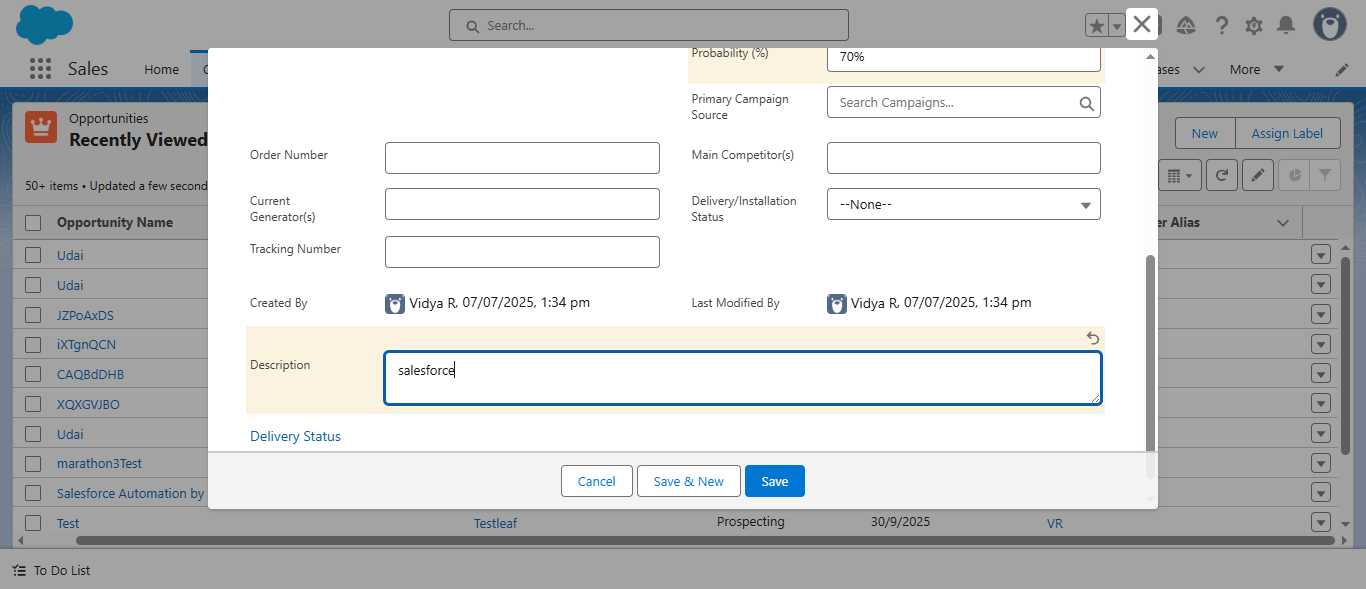 Search...
Sales
Home
ases
More
Opportunities
Recently Viewed
New
Assign Label
50+ items • Updated a few second
Opportunity Name
er Alias
Udai
Udai
JZPoAxDS
iXTgnQCN
CAQBdDHB
XQXGVJBO
Udai
marathon3Test
Salesforce Automation by
Test
Testleaf
Prospecting
30/9/2025
VR
Probability (%)
70%
Primary Campaign Source
Search Campaigns...
Order Number
Main Competitor(s)
Current Generator(s)
Delivery/Installation Status
--None--
Tracking Number
Created By
Vidya R, 07/07/2025, 1:34 pm
Last Modified By
Vidya R, 07/07/2025, 1:34 pm
Description
salesforce
Delivery Status
Cancel
Save & New
Save
To Do List